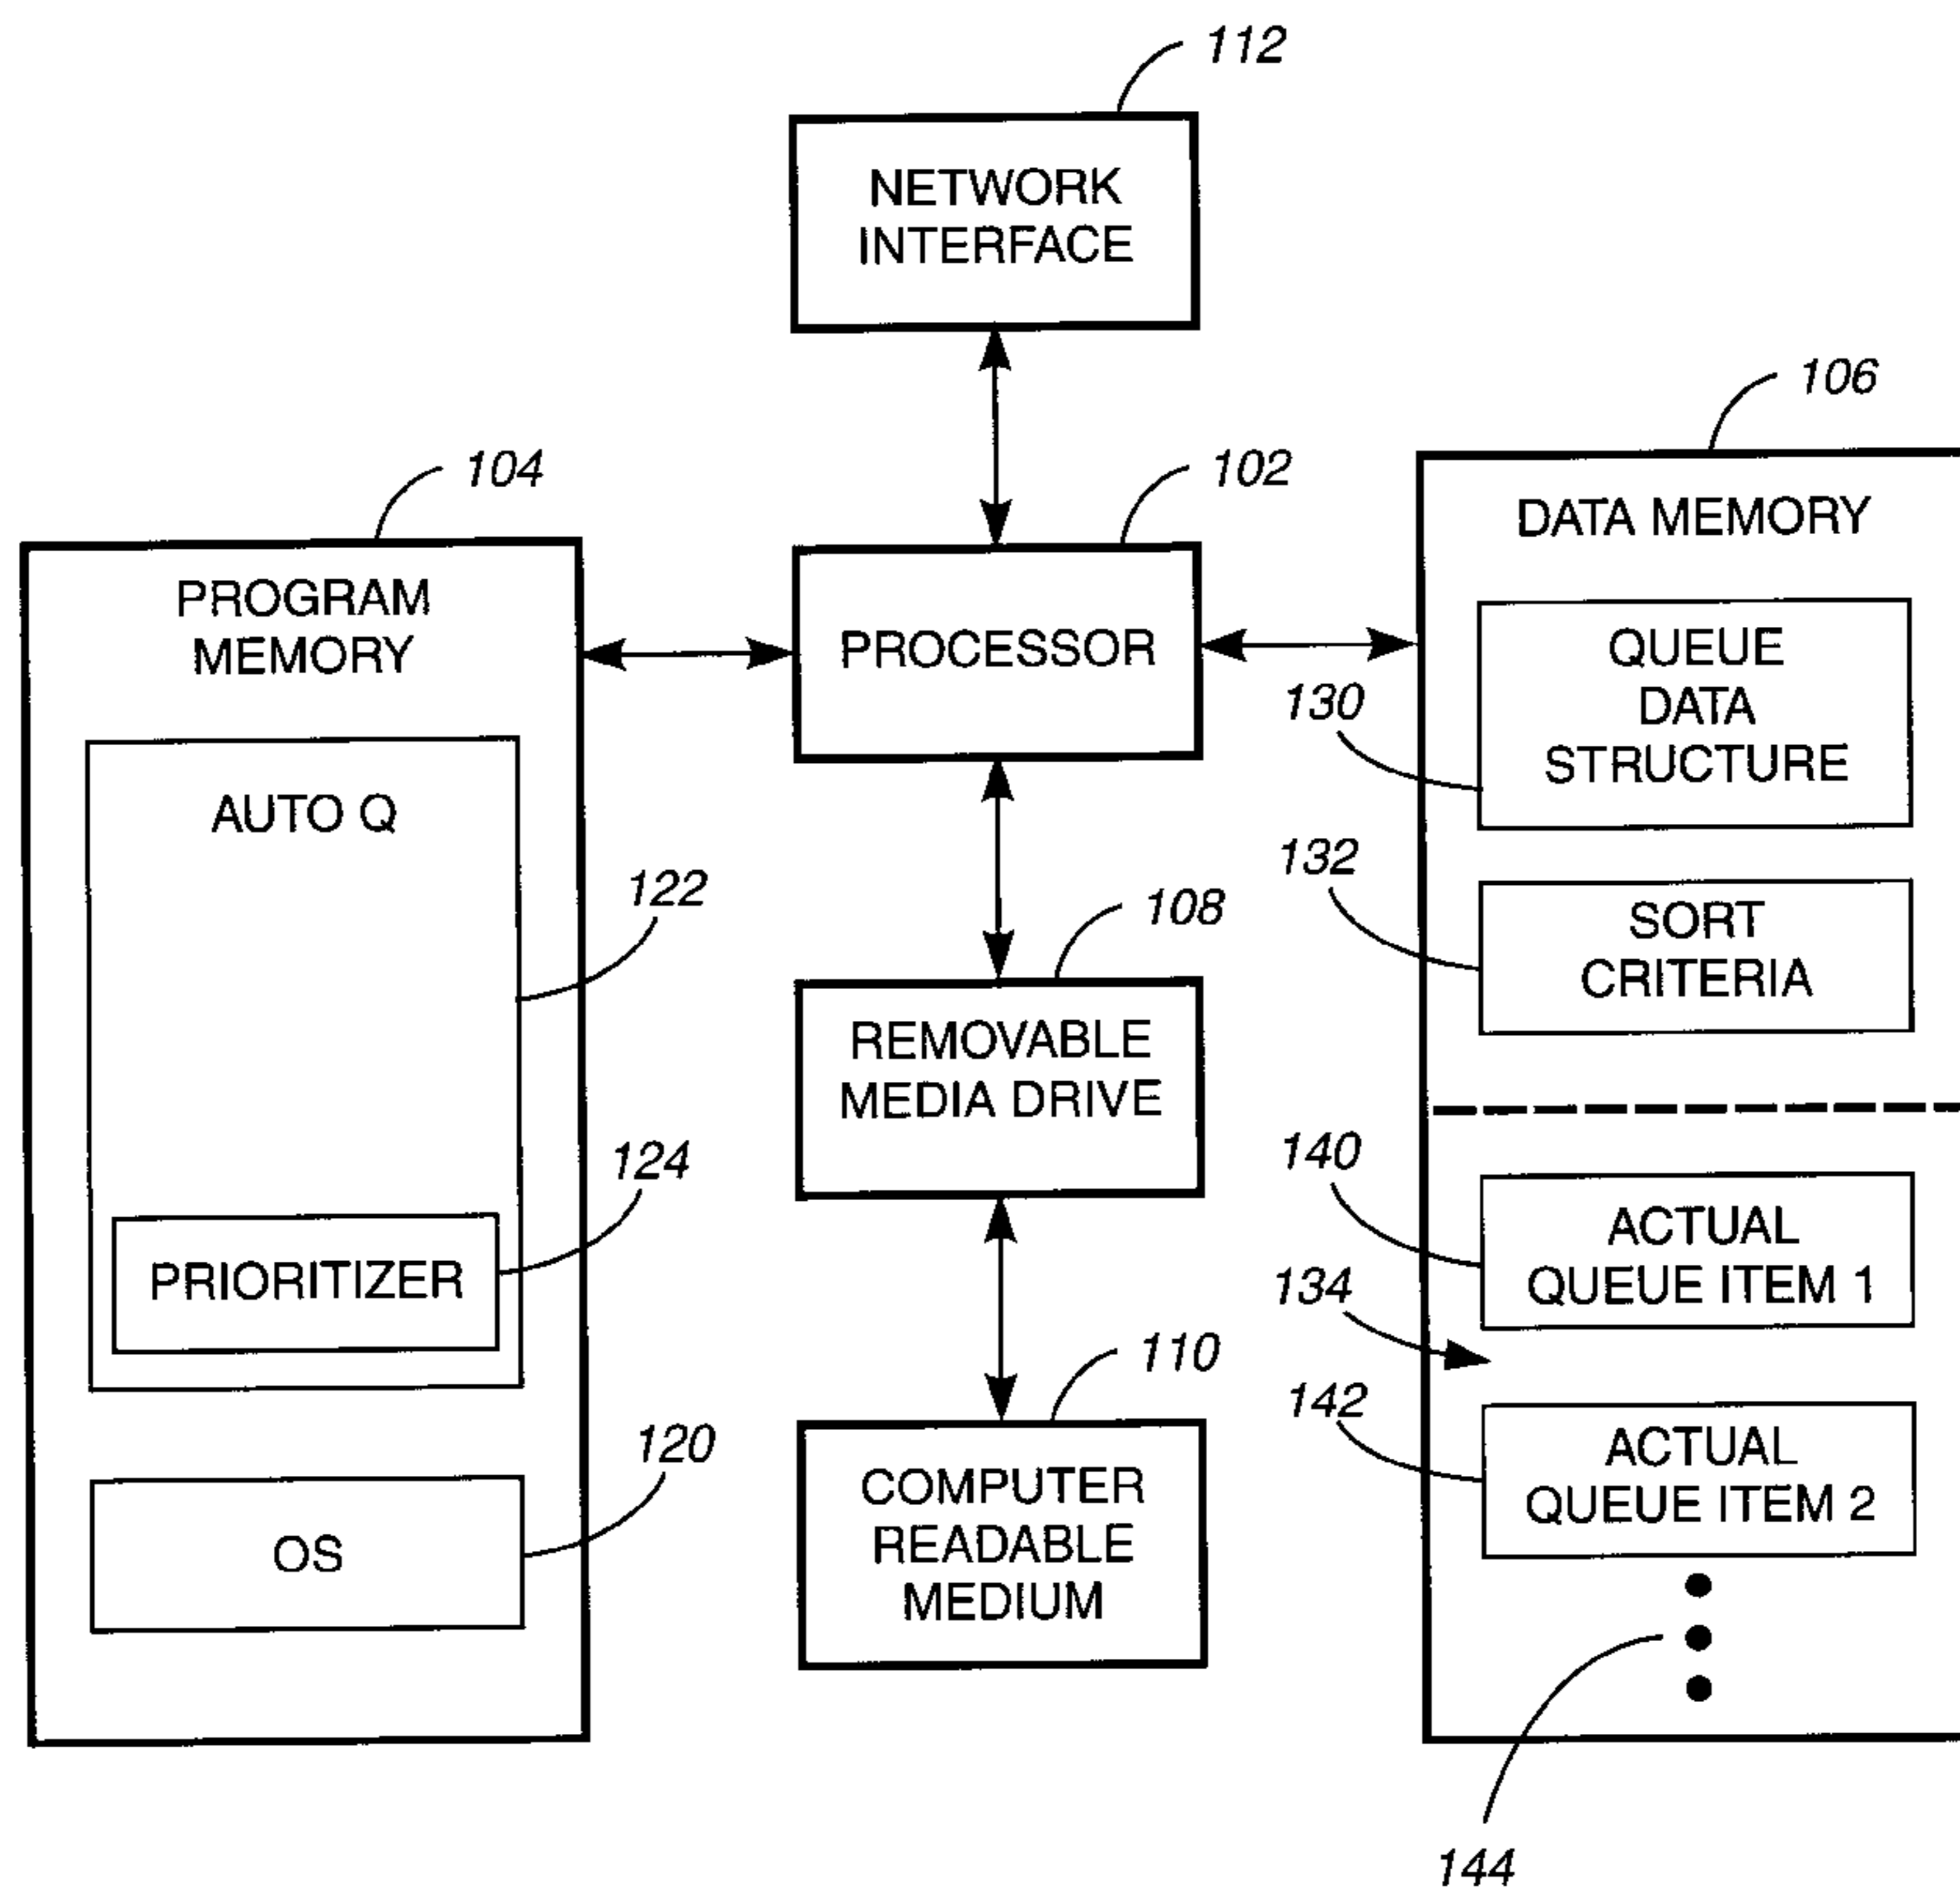 112
NETWORK
INTERFACE
106
104
102
DATA MEMORY
PROGRAM
MEMORY
PROCESSOR
QUEUE
DATA
STRUCTURE
130
AUTO Q
132
122
108
SORT
CRITERIA
REMOVABLE
MEDIA DRIVE
124
140
PRIORITIZER
ACTUAL
QUEUE ITEM 1
134
110
142
120
ACTUAL
QUEUE ITEM 2
COMPUTER
READABLE
MEDIUM
OS
144